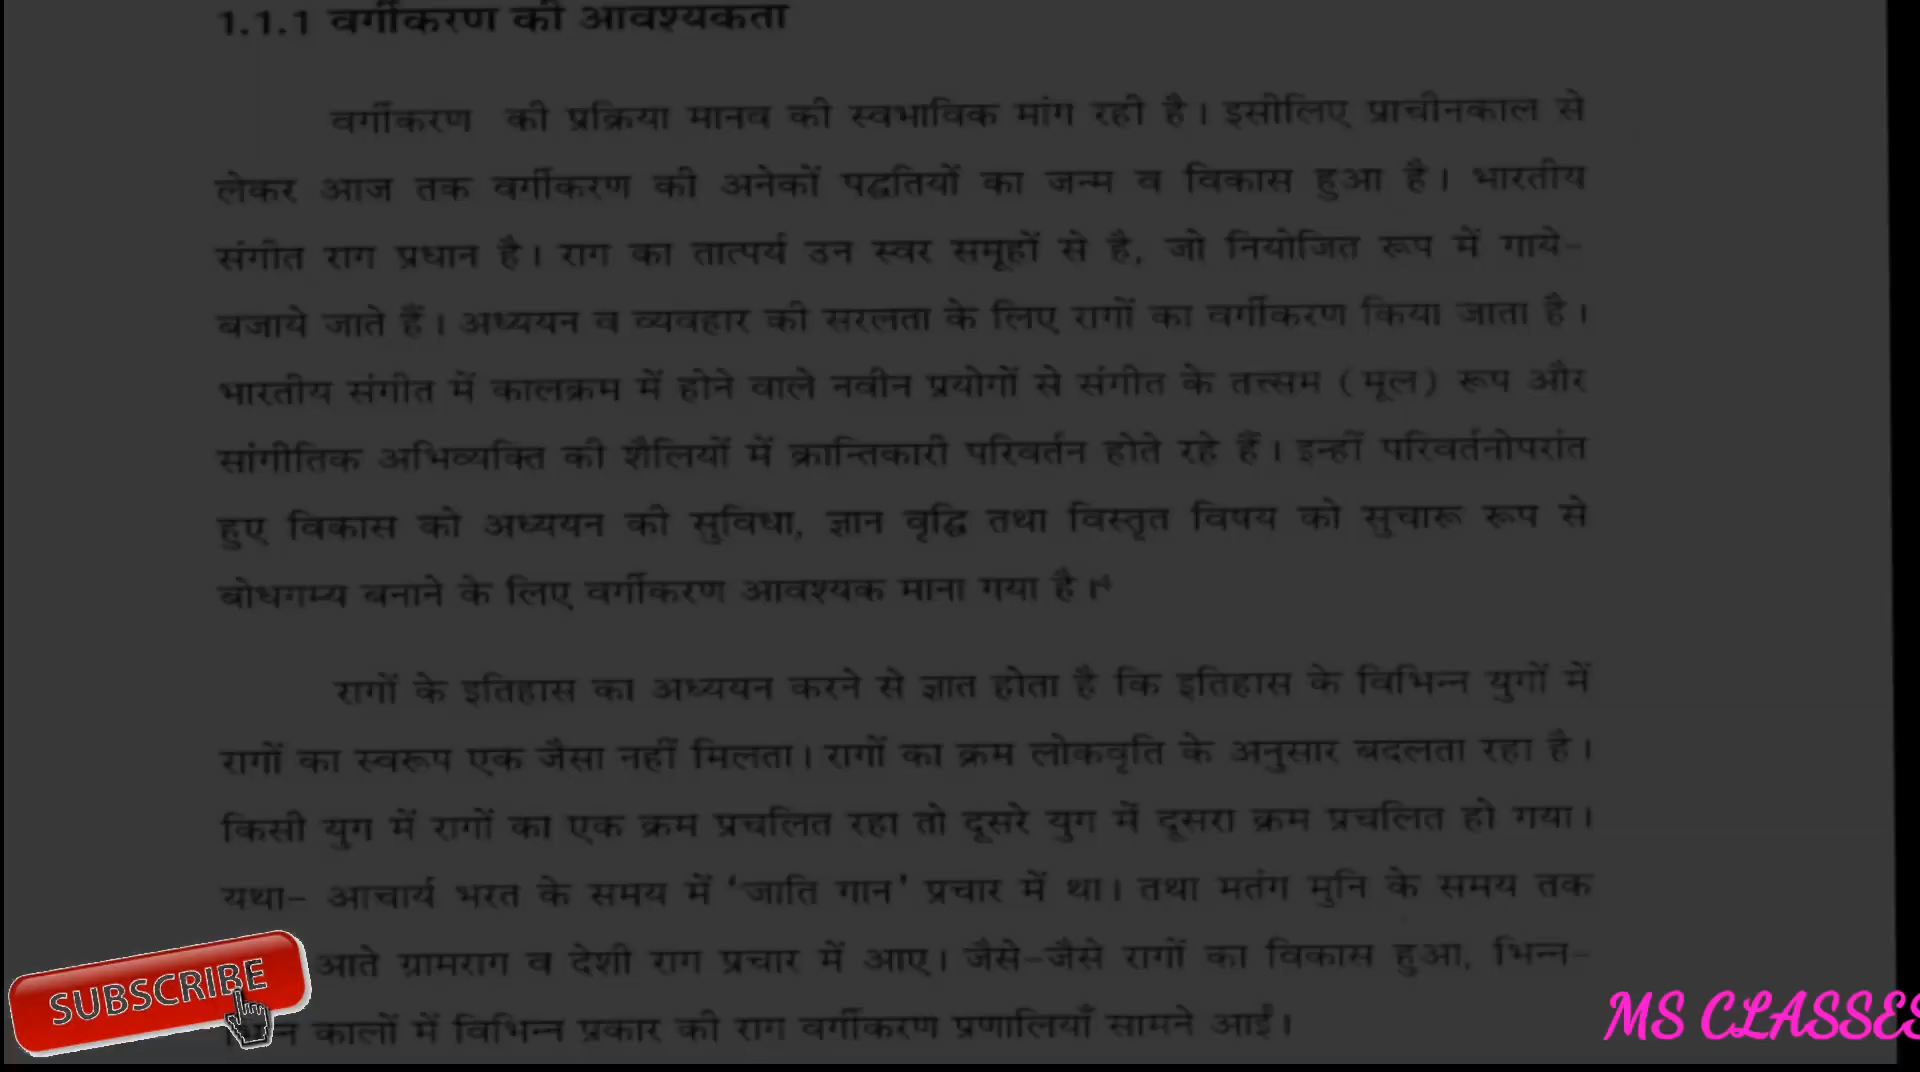 1.1.1 वर्गीकरण की आवश्यकता
वर्गीकरण की प्रक्रिया मानव की स्वभाविक मांग रही है। इसीलिए प्राचीनकाल से
लेकर आज तक वर्गीकरण की अनेकों पद्धतियों का जन्म व विकास हुआ है। भारतीय
संगीत राग प्रधान है। राग का तात्पर्य उन स्वर समूहों से है, जो नियोजित रूप में गाये-
बजाये जाते हैं। अध्ययन व व्यवहार की सरलता के लिए रागों का वर्गीकरण किया जाता है।
भारतीय संगीत में कालक्रम में होने वाले नवीन प्रयोगों से संगीत के तत्त्सम (मूल) रूप और
सांगीतिक अभिव्यक्ति की शैलियों में क्रान्तिकारी परिवर्तन होते रहे हैं। इन्हीं परिवर्तनोपरांत
हुए विकास को अध्ययन की सुविधा, ज्ञान वृद्धि तथा विस्तृत विषय को सुचारू रूप से
बोधगम्य बनाने के लिए वर्गीकरण आवश्यक माना गया है।⁴
रागों के इतिहास का अध्ययन करने से ज्ञात होता है कि इतिहास के विभिन्न युगों में
रागों का स्वरूप एक जैसा नहीं मिलता। रागों का क्रम लोकवृति के अनुसार बदलता रहा है।
किसी युग में रागों का एक क्रम प्रचलित रहा तो दूसरे युग में दूसरा क्रम प्रचलित हो गया।
यथा- आचार्य भरत के समय में ‘जाति गान’ प्रचार में था। तथा मतंग मुनि के समय तक
आते ग्रामराग व देशी राग प्रचार में आए। जैसे-जैसे रागों का विकास हुआ, भिन्न-
कालों में विभिन्न प्रकार की राग वर्गीकरण प्रणालियाँ सामने आईं।
SUBSCRIBE
MS CLASSES